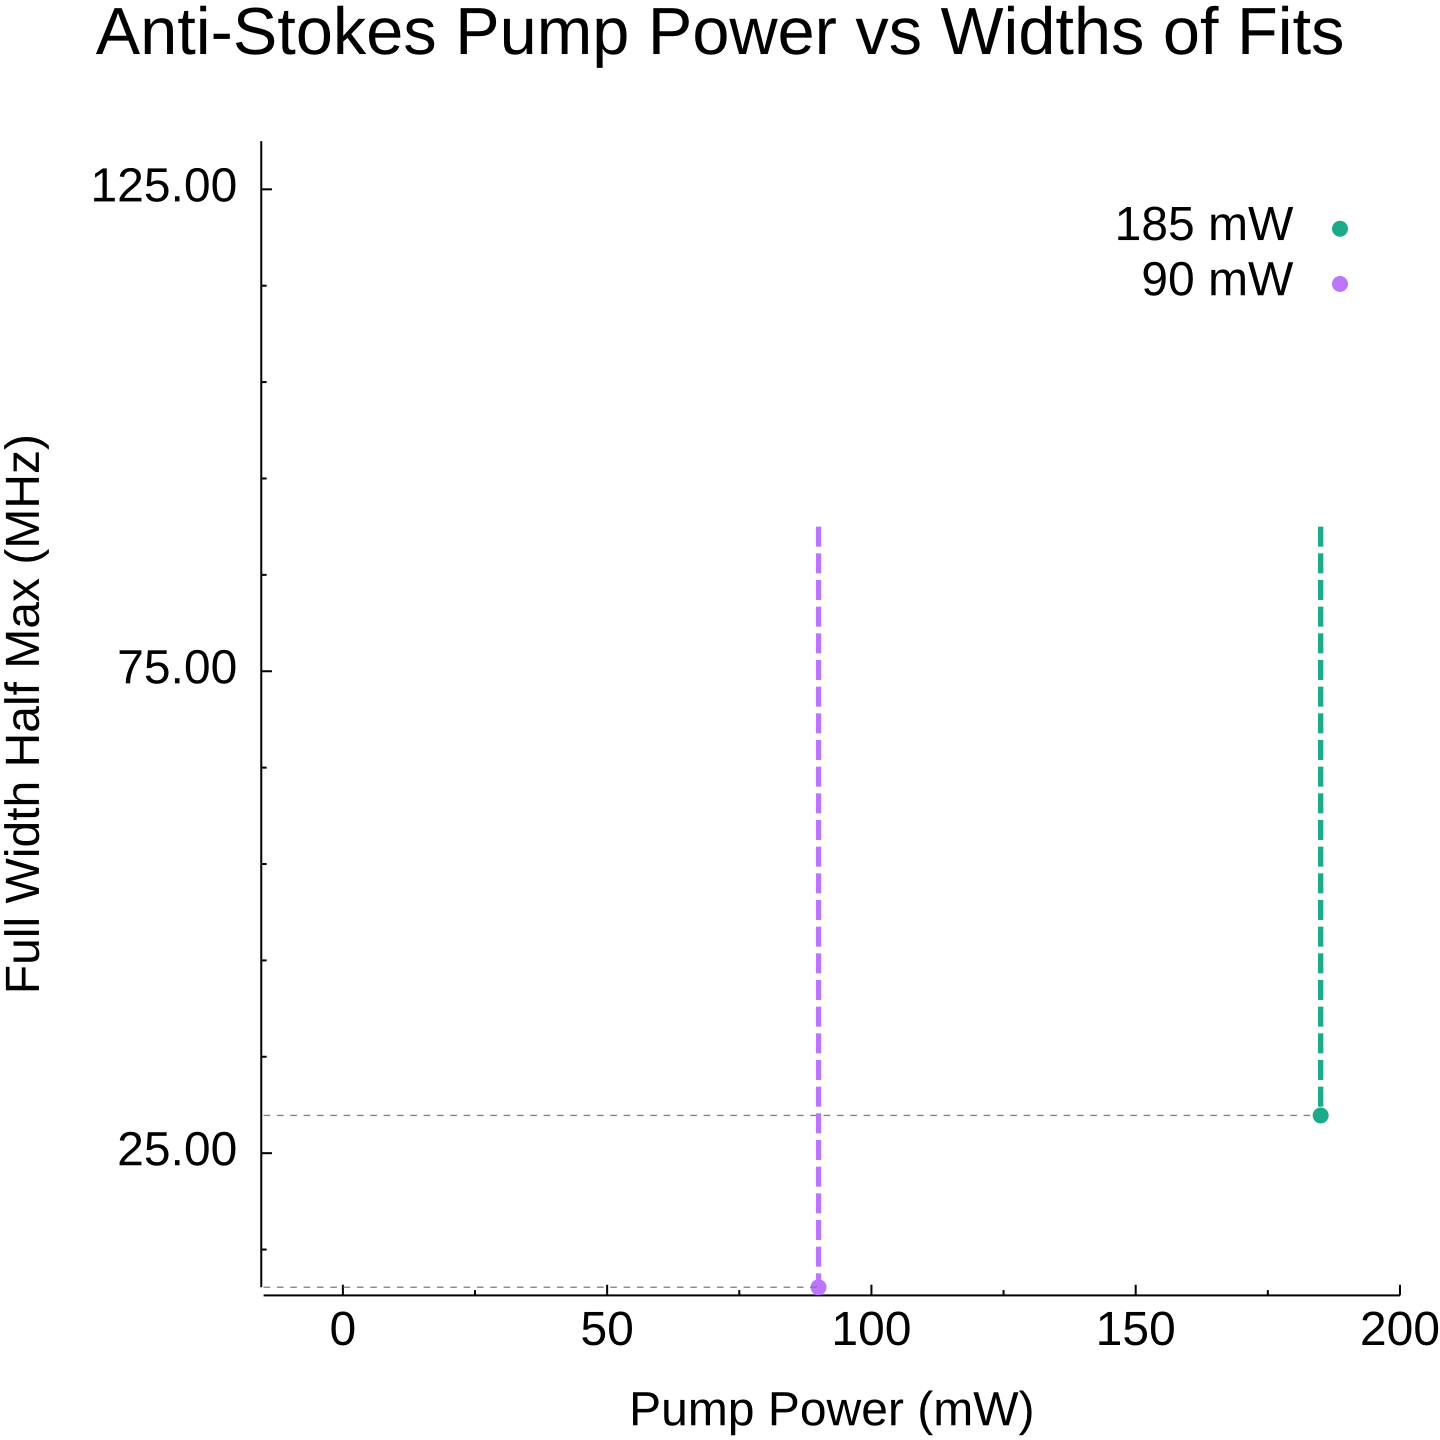 Anti-Stokes Pump Power vs Widths of Fits
125.00
185 mW
90 mW
Full Width Half Max (MHz)
75.00
25.00
0 50 100 150 200
Pump Power (mW)